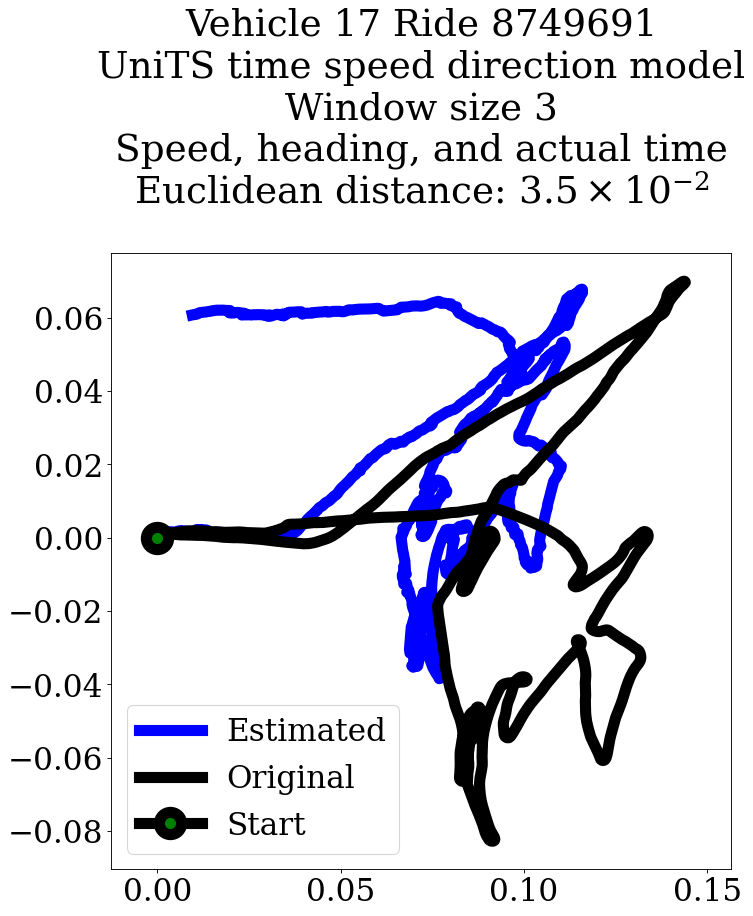 Vehicle 17 Ride 8749691
UniTS time speed direction model
Window size 3
Speed, heading, and actual time
Euclidean distance: 3.5 × 10⁻²
0.06
0.04
0.02
0.00
−0.02
−0.04
−0.06
−0.08
Estimated
Original
Start
0.00 0.05 0.10 0.15